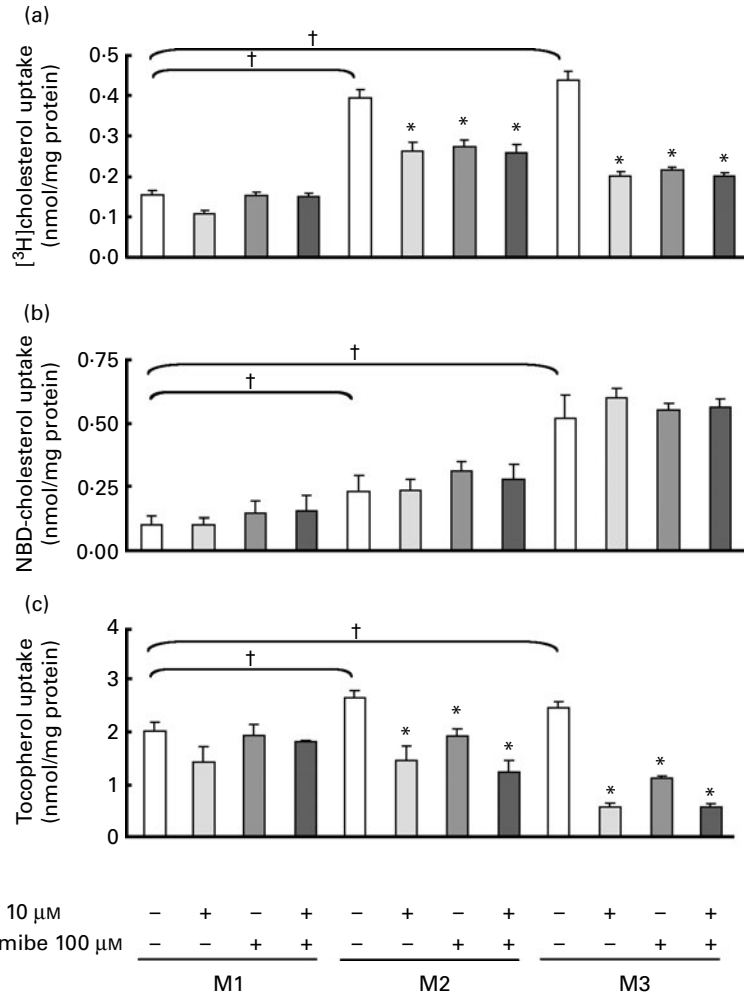 (a)
†
†
0·5
0·4
0·3
0·2
0·1
0·0
[³H]cholesterol uptake
(nmol/mg protein)
* * * * * *
(b)
†
†
0·75
0·50
0·25
0·00
NBD-cholesterol uptake
(nmol/mg protein)
(c)
†
†
4
3
2
1
0
Tocopherol uptake
(nmol/mg protein)
* * * * * *
10 μM – + – + – + – + – + – +
mibe 100 μM – – + + – – + + – – + +
M1 M2 M3